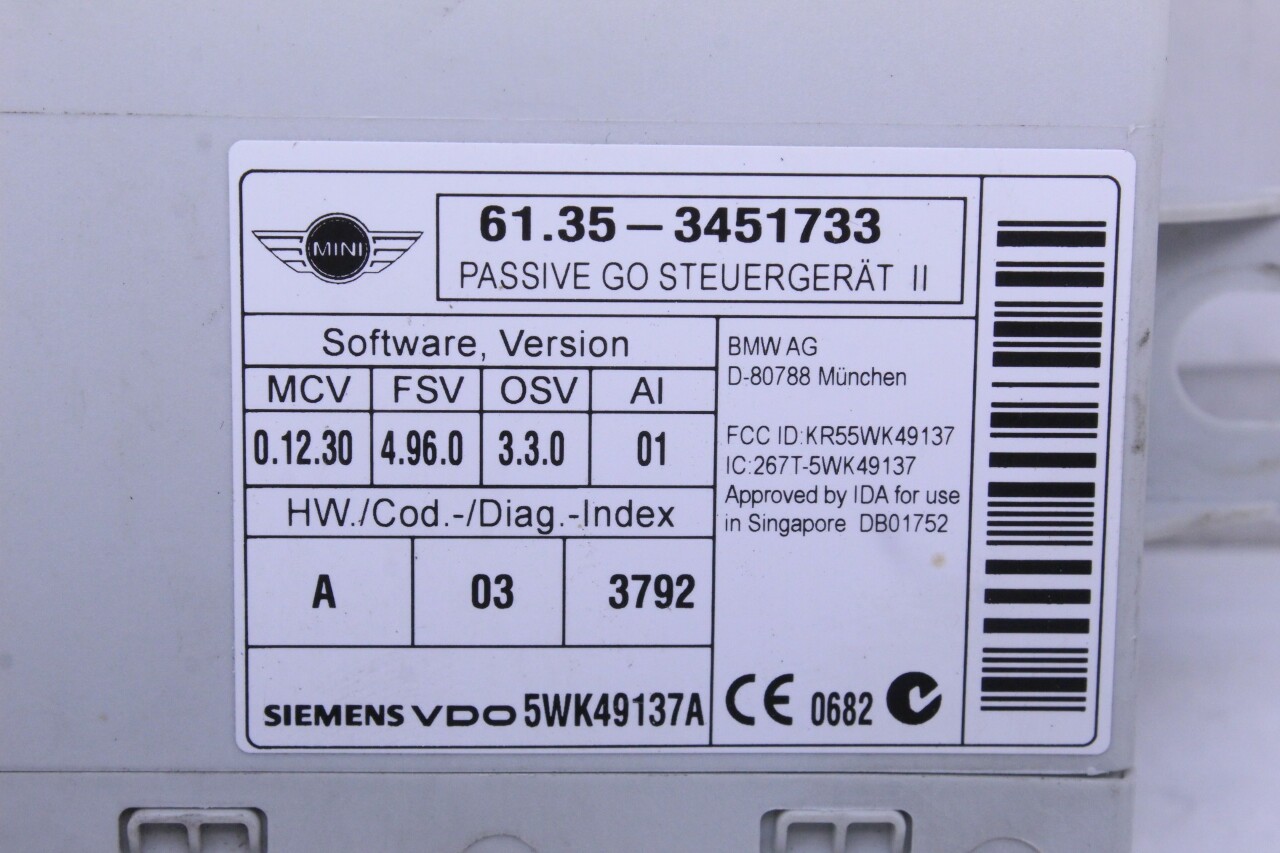 MINI
61.35-3451733
PASSIVE GO STEUERGERÄT II
Software, Version
MCV FSV OSV AI
0.12.30 4.96.0 3.3.0 01
HW./Cod.-/Diag.-Index
A 03 3792
SIEMENS VDO 5WK49137A
BMW AG
D-80788 München
FCC ID:KR55WK49137
IC:267T-5WK49137
Approved by IDA for use
in Singapore DB01752
CE 0682